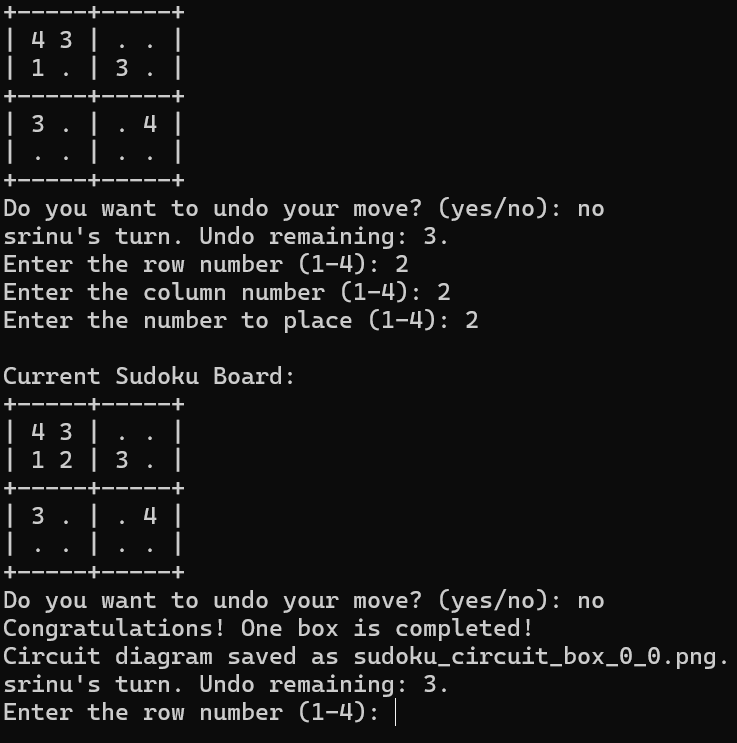 +-----+-----+
| 4 3 | . . |
| 1 . | 3 . |
+-----+-----+
| 3 . | . 4 |
| . . | . . |
+-----+-----+
Do you want to undo your move? (yes/no): no
srinu's turn. Undo remaining: 3.
Enter the row number (1-4): 2
Enter the column number (1-4): 2
Enter the number to place (1-4): 2
Current Sudoku Board:
+-----+-----+
| 4 3 | . . |
| 1 2 | 3 . |
+-----+-----+
| 3 . | . 4 |
| . . | . . |
+-----+-----+
Do you want to undo your move? (yes/no): no
Congratulations! One box is completed!
Circuit diagram saved as sudoku_circuit_box_0_0.png.
srinu's turn. Undo remaining: 3.
Enter the row number (1-4):